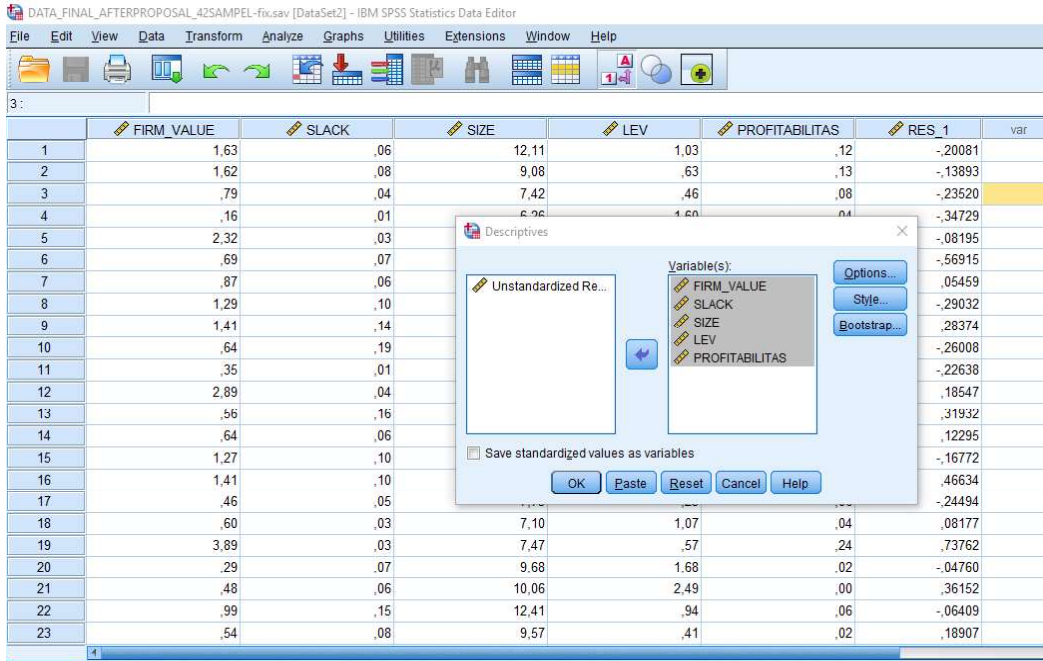 DATA_FINAL_AFTERPROPOSAL_42SAMPEL-fix.sav [DataSet2] - IBM SPSS Statistics Data Editor
File Edit View Data Transform Analyze Graphs Utilities Extensions Window Help
3 :
FIRM_VALUE SLACK SIZE LEV PROFITABILITAS RES_1 var
1 1,63 ,06 12,11 1,03 ,12 -,20081
2 1,62 ,08 9,08 ,63 ,13 -,13893
3 ,79 ,04 7,42 ,46 ,08 -,23520
4 ,16 ,01 6,26 1,60 ,04 -,34729
5 2,32 ,03 -,08195
6 ,69 ,07 -,56915
7 ,87 ,06 ,05459
8 1,29 ,10 -,29032
9 1,41 ,14 ,28374
10 ,64 ,19 -,26008
11 ,35 ,01 -,22638
12 2,89 ,04 ,18547
13 ,56 ,16 ,31932
14 ,64 ,06 ,12295
15 1,27 ,10 -,16772
16 1,41 ,10 ,46634
17 ,46 ,05 -,24494
18 ,60 ,03 7,10 1,07 ,04 ,08177
19 3,89 ,03 7,47 ,57 ,24 ,73762
20 ,29 ,07 9,68 1,68 ,02 -,04760
21 ,48 ,06 10,06 2,49 ,00 ,36152
22 ,99 ,15 12,41 ,94 ,06 -,06409
23 ,54 ,08 9,57 ,41 ,02 ,18907
Descriptives
Unstandardized Re...
Variable(s):
FIRM_VALUE
SLACK
SIZE
LEV
PROFITABILITAS
Options...
Style...
Bootstrap...
Save standardized values as variables
OK Paste Reset Cancel Help